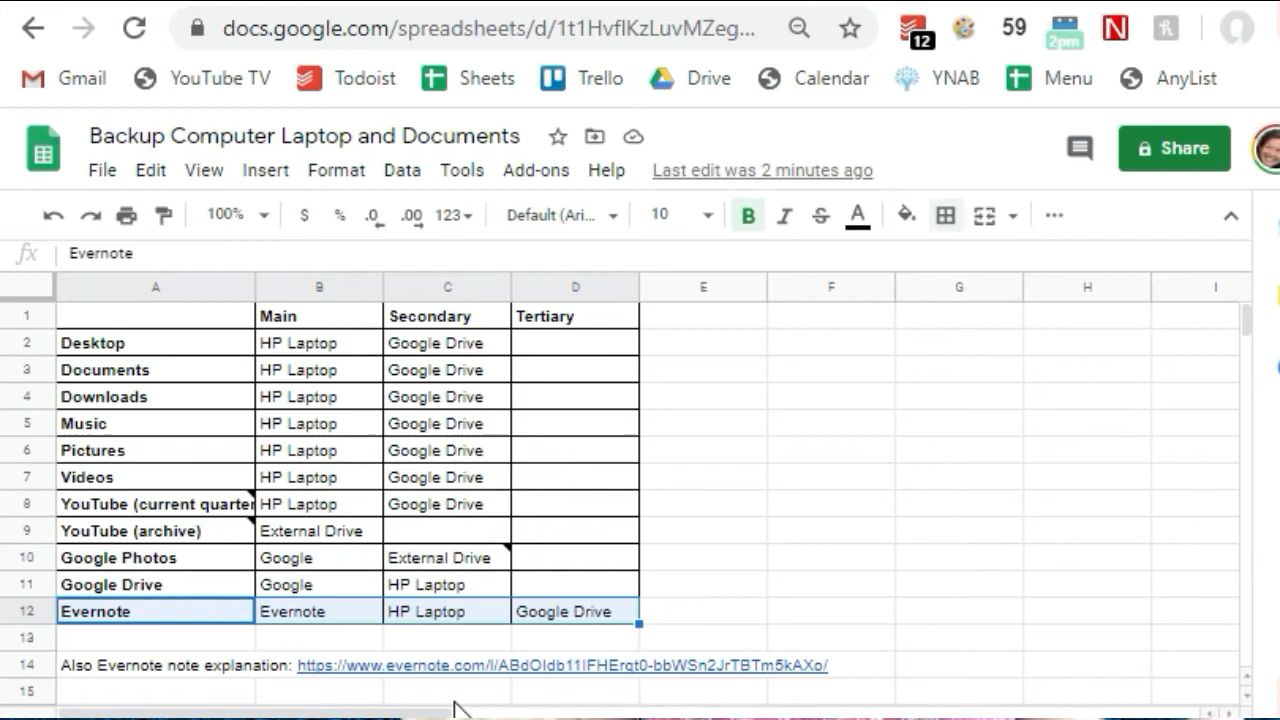 docs.google.com/spreadsheets/d/1t1HvflKzLuvMZeg...
12 59 2pm N
Gmail YouTube TV Todoist Sheets Trello Drive Calendar YNAB Menu AnyList
Backup Computer Laptop and Documents
Share
File Edit View Insert Format Data Tools Add-ons Help Last edit was 2 minutes ago
100% $ % .0 .00 123 Default (Ari... 10 B I S A ...
fx Evernote
A B C D E F G H I
1 Main Secondary Tertiary
2 Desktop HP Laptop Google Drive
3 Documents HP Laptop Google Drive
4 Downloads HP Laptop Google Drive
5 Music HP Laptop Google Drive
6 Pictures HP Laptop Google Drive
7 Videos HP Laptop Google Drive
8 YouTube (current quarter HP Laptop Google Drive
9 YouTube (archive) External Drive
10 Google Photos Google External Drive
11 Google Drive Google HP Laptop
12 Evernote Evernote HP Laptop Google Drive
13
14 Also Evernote note explanation: https://www.evernote.com/l/ABdOIdb11lFHErqt0-bbWSn2JrTBTm5kAXo/
15